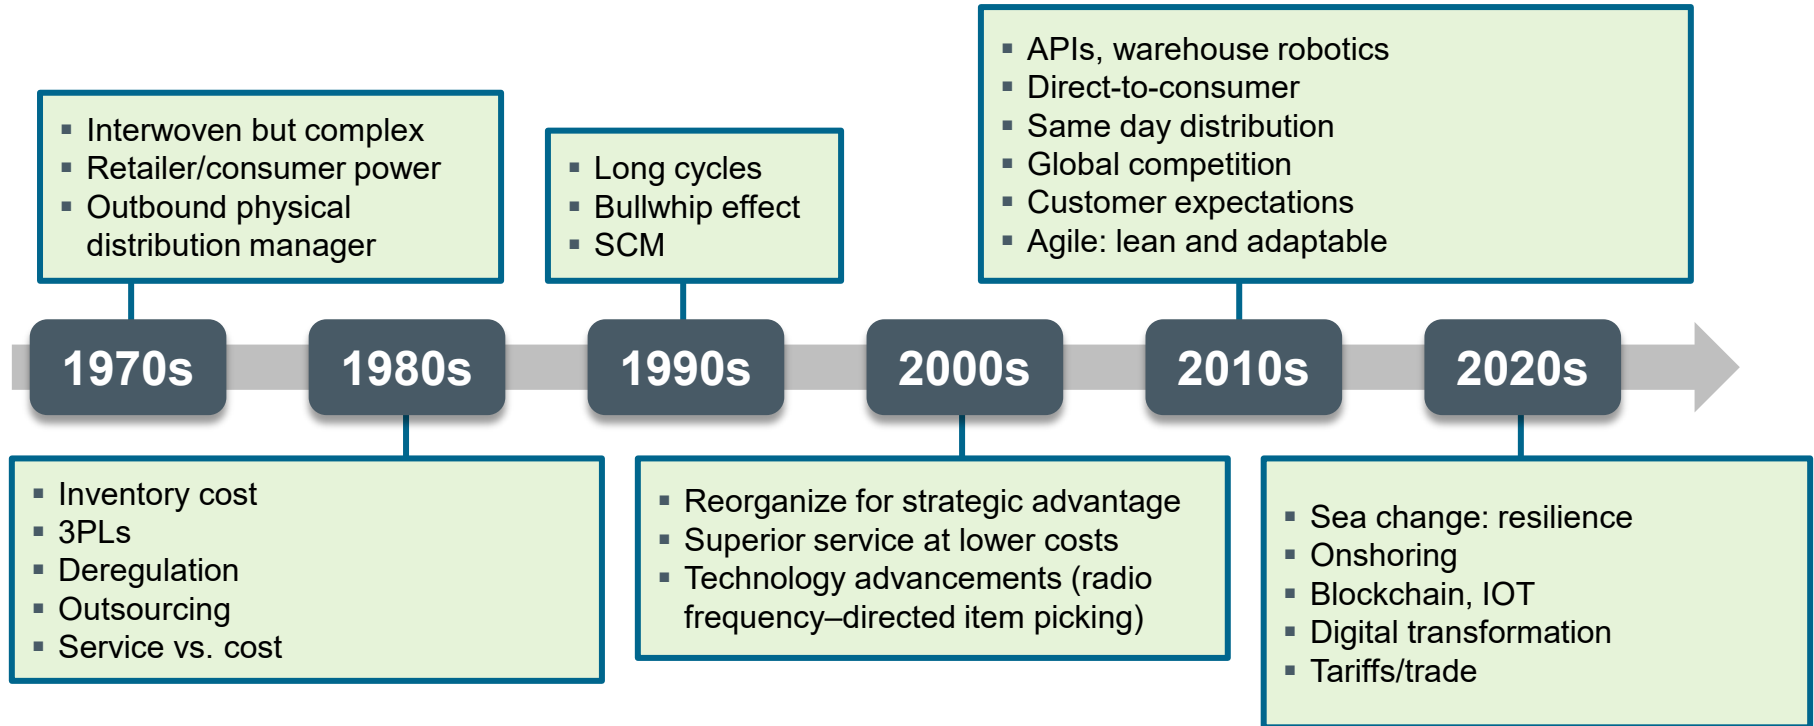 ▪ Interwoven but complex
▪ Retailer/consumer power
▪ Outbound physical
distribution manager
▪ Long cycles
▪ Bullwhip effect
▪ SCM
▪ APIs, warehouse robotics
▪ Direct-to-consumer
▪ Same day distribution
▪ Global competition
▪ Customer expectations
▪ Agile: lean and adaptable
1970s
1980s
1990s
2000s
2010s
2020s
▪ Inventory cost
▪ 3PLs
▪ Deregulation
▪ Outsourcing
▪ Service vs. cost
▪ Reorganize for strategic advantage
▪ Superior service at lower costs
▪ Technology advancements (radio
frequency–directed item picking)
▪ Sea change: resilience
▪ Onshoring
▪ Blockchain, IOT
▪ Digital transformation
▪ Tariffs/trade